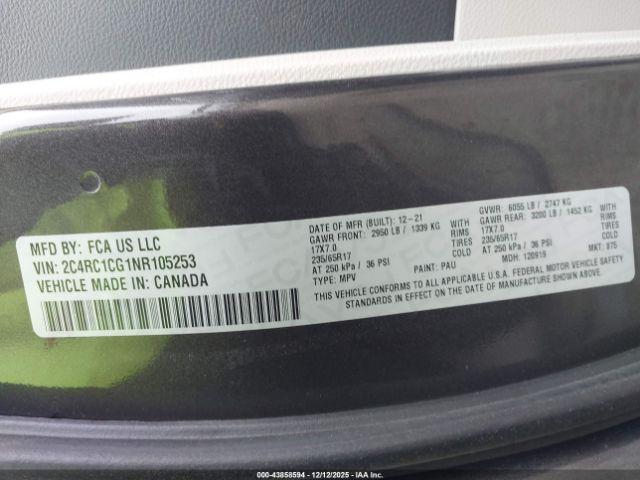 MFD BY: FCA US LLC
VIN: 2C4RC1CG1NR105253
VEHICLE MADE IN: CANADA
DATE OF MFR (BUILT): 12-21
GAWR FRONT: 2950 LB / 1339 KG WITH
17X7.0 RIMS
235/65R17 TIRES
AT 250 kPa / 36 PSI COLD
TYPE: MPV PAINT: PAU
GVWR: 6055 LB / 2747 KG
GAWR REAR: 3200 LB / 1452 KG WITH
17X7.0 RIMS
235/65R17 TIRES
AT 250 kPa / 36 PSI COLD
MDH: 120919 MKT: 875
THIS VEHICLE CONFORMS TO ALL APPLICABLE U.S.A. FEDERAL MOTOR VEHICLE SAFETY
STANDARDS IN EFFECT ON THE DATE OF MANUFACTURE SHOWN ABOVE.
© IAA 43858594 - 12/12/2025 - © IAA